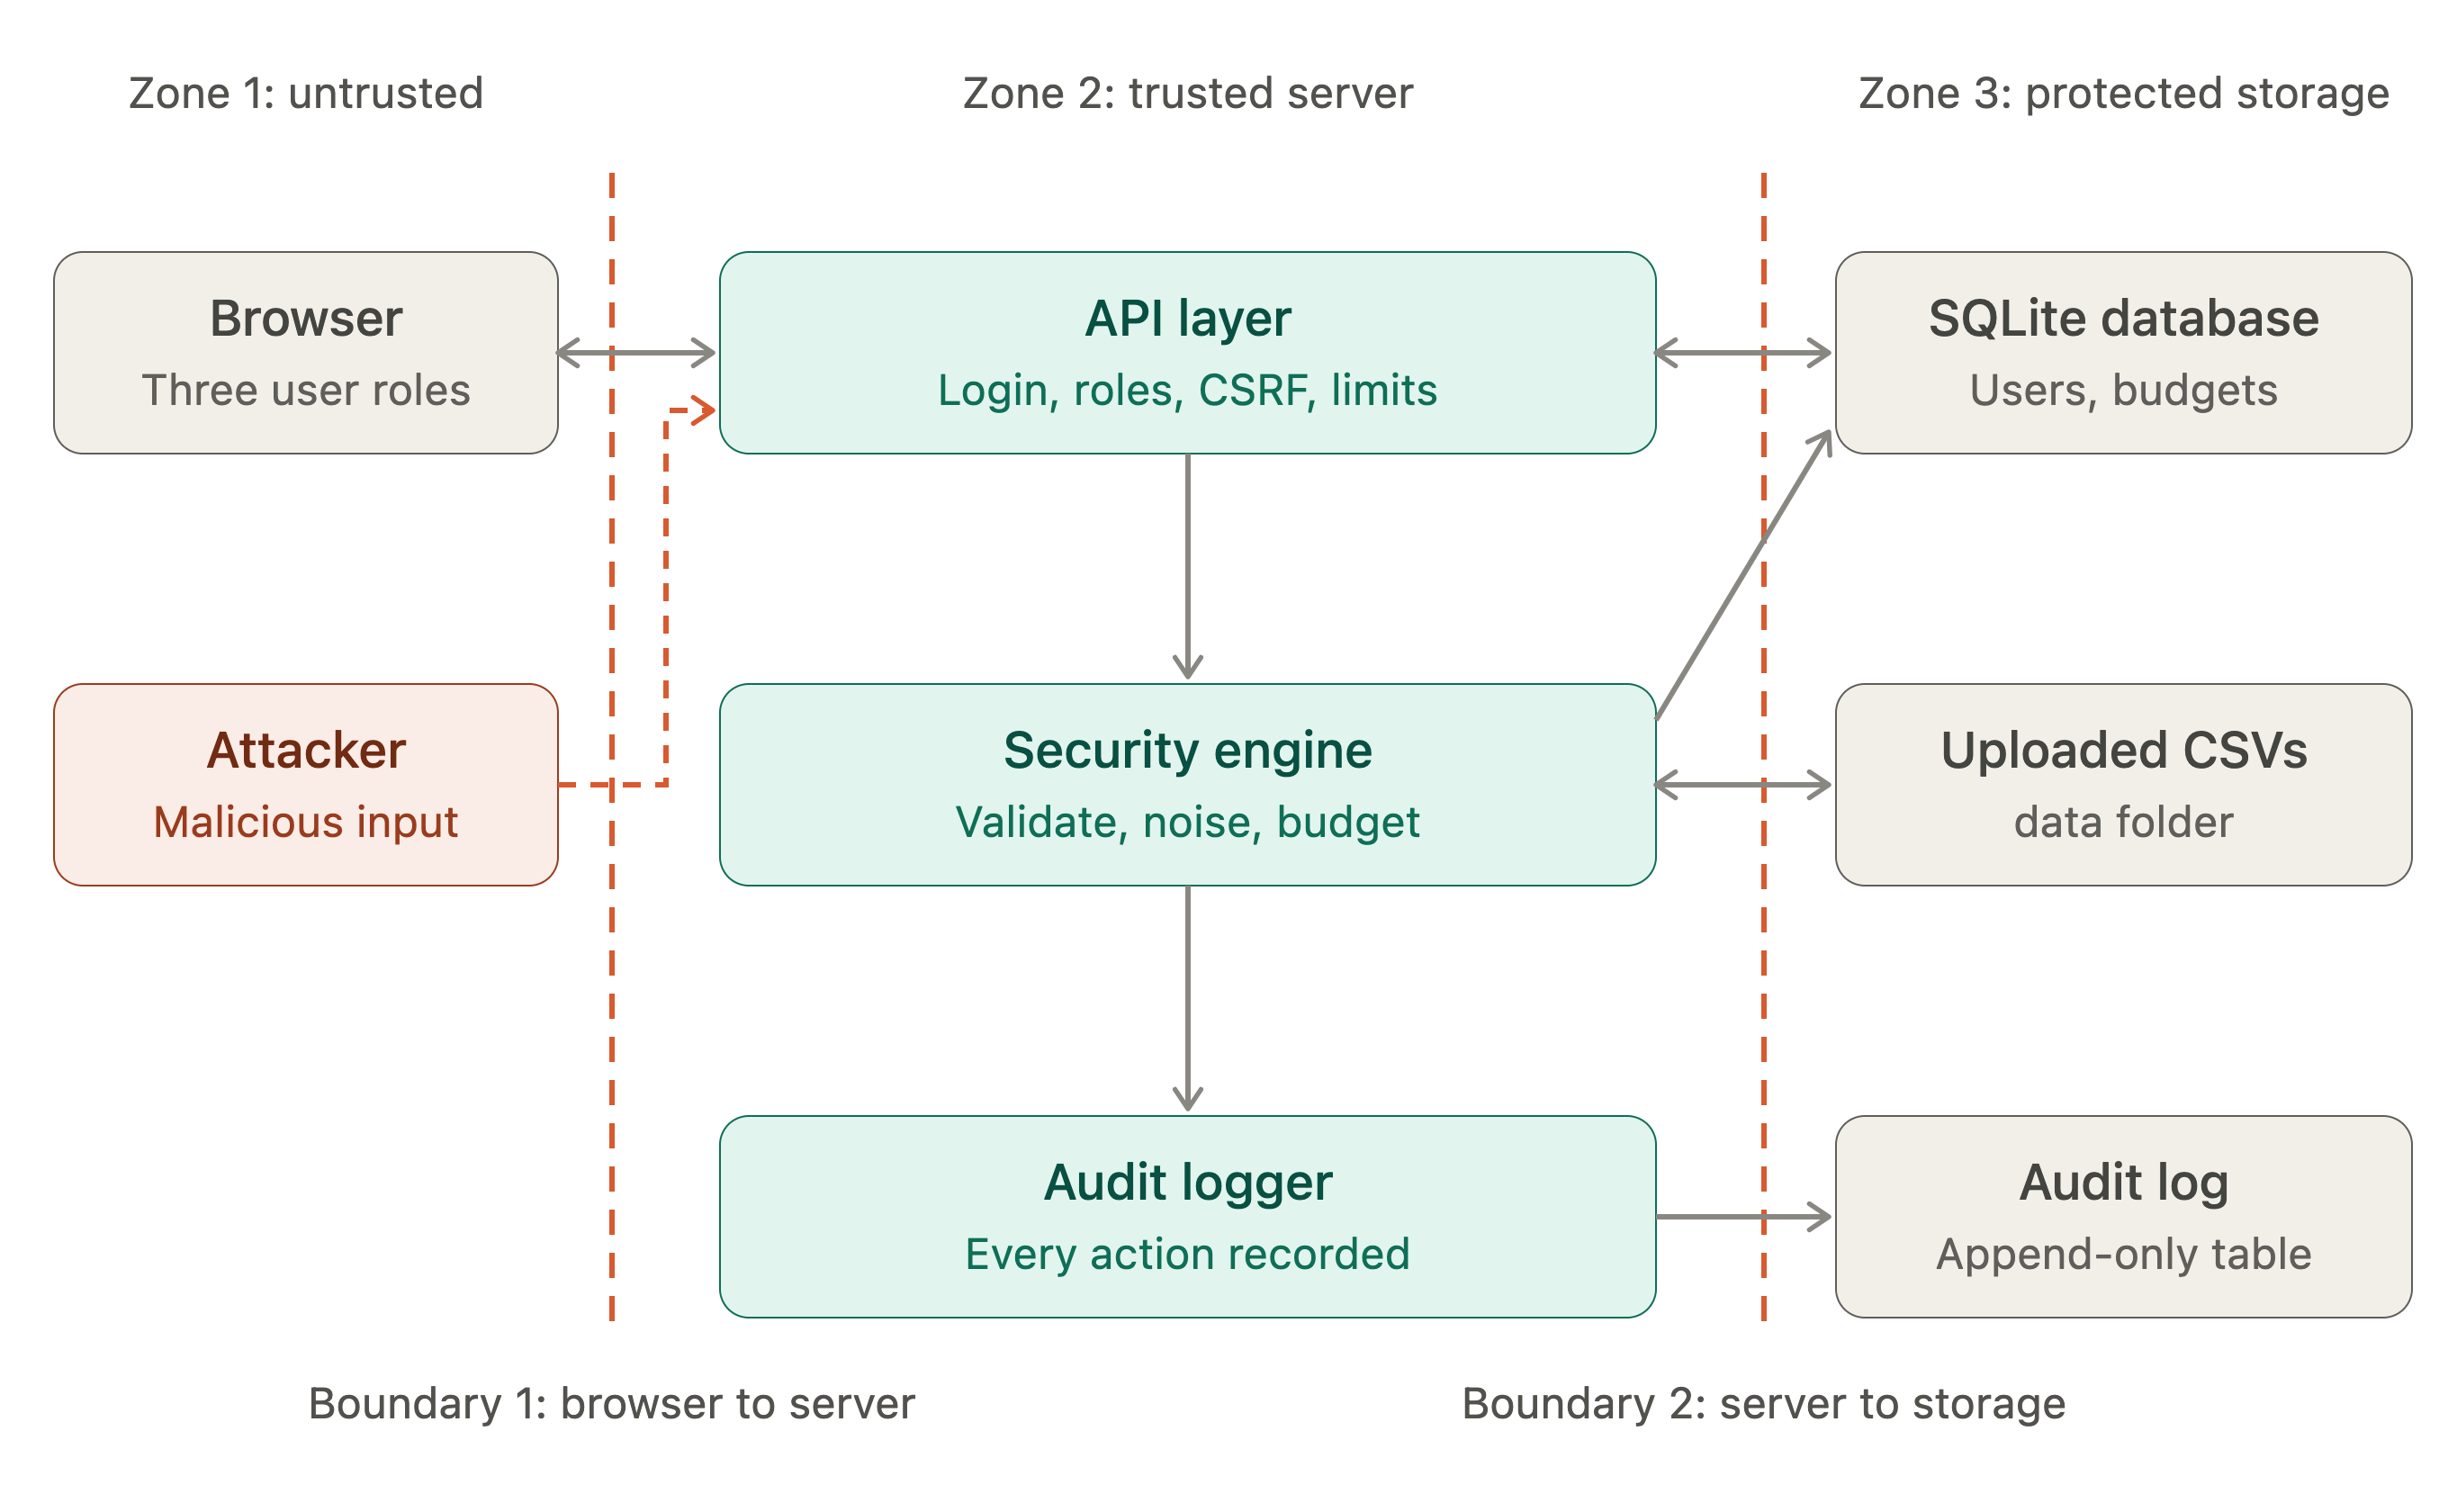 Zone 1: untrusted
Zone 2: trusted server
Zone 3: protected storage
Browser
Three user roles
API layer
Login, roles, CSRF, limits
SQLite database
Users, budgets
Attacker
Malicious input
Security engine
Validate, noise, budget
Uploaded CSVs
data folder
Audit logger
Every action recorded
Audit log
Append-only table
Boundary 1: browser to server
Boundary 2: server to storage